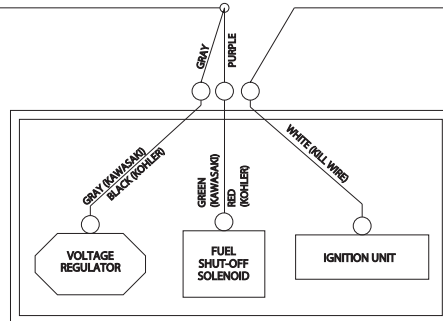 GRAY
PURPLE
GRAY (KAWASAKI)
BLACK (KOHLER)
GREEN
(KAWASAKI)
RED
(KOHLER)
WHITE (KILL WIRE)
VOLTAGE
REGULATOR
FUEL
SHUT-OFF
SOLENOID
IGNITION UNIT